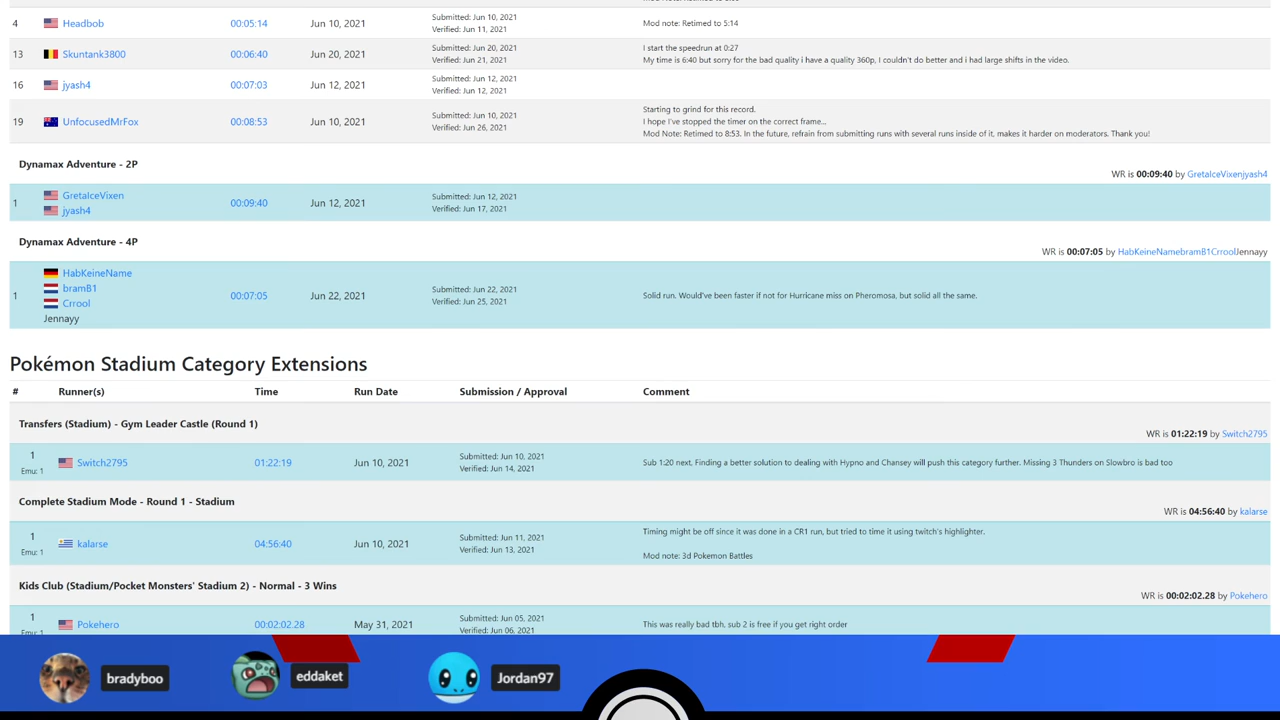 4 Headbob 00:05:14 Jun 10, 2021 Submitted: Jun 10, 2021 Mod note: Retimed to 5:14
Verified: Jun 11, 2021
13 Skuntank3800 00:06:40 Jun 20, 2021 Submitted: Jun 20, 2021 I start the speedrun at 0:27
Verified: Jun 21, 2021 My time is 6:40 but sorry for the bad quality i have a quality 360p, I couldn't do better and i had large shifts in the video.
16 jyash4 00:07:03 Jun 12, 2021 Submitted: Jun 12, 2021
Verified: Jun 12, 2021
19 UnfocusedMrFox 00:08:53 Jun 10, 2021 Submitted: Jun 10, 2021 Starting to grind for this record.
Verified: Jun 26, 2021 I hope I've stopped the timer on the correct frame...
Mod Note: Retimed to 8:53. In the future, refrain from submitting runs with several runs inside of it, makes it harder on moderators. Thank you!
Dynamax Adventure - 2P
WR is 00:09:40 by GretaIceVixenjyash4
1 GretaIceVixen 00:09:40 Jun 12, 2021 Submitted: Jun 12, 2021
jyash4 Verified: Jun 17, 2021
Dynamax Adventure - 4P
WR is 00:07:05 by HabKeineNamebramB1CrroolJennayy
1 HabKeineName 00:07:05 Jun 22, 2021 Submitted: Jun 22, 2021 Solid run. Would've been faster if not for Hurricane miss on Pheromosa, but solid all the same.
bramB1 Verified: Jun 25, 2021
Crrool
Jennayy
Pokémon Stadium Category Extensions
# Runner(s) Time Run Date Submission / Approval Comment
Transfers (Stadium) - Gym Leader Castle (Round 1)
WR is 01:22:19 by Switch2795
1 Switch2795 01:22:19 Jun 10, 2021 Submitted: Jun 10, 2021 Sub 1:20 next. Finding a better solution to dealing with Hypno and Chansey will push this category further. Missing 3 Thunders on Slowbro is bad too
Emu: 1 Verified: Jun 14, 2021
Complete Stadium Mode - Round 1 - Stadium
WR is 04:56:40 by kalarse
1 kalarse 04:56:40 Jun 10, 2021 Submitted: Jun 11, 2021 Timing might be off since it was done in a CR1 run, but tried to time it using twitch's highlighter.
Emu: 1 Verified: Jun 13, 2021 Mod note: 3d Pokemon Battles
Kids Club (Stadium/Pocket Monsters' Stadium 2) - Normal - 3 Wins
WR is 00:02:02.28 by Pokehero
1 Pokehero 00:02:02.28 May 31, 2021 Submitted: Jun 05, 2021 This was really bad tbh. sub 2 is free if you get right order
Emu: 1 Verified: Jun 06, 2021
bradyboo eddaket Jordan97